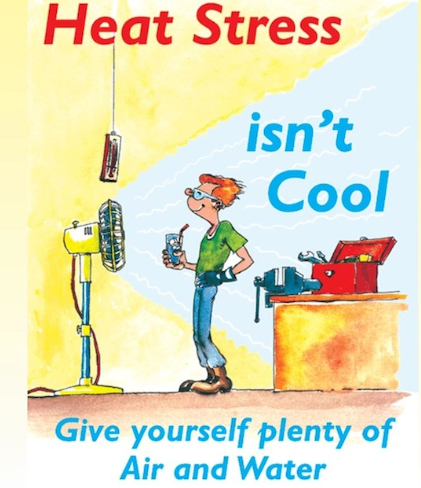 Heat Stress
isn't
Cool
Give yourself plenty of
Air and Water